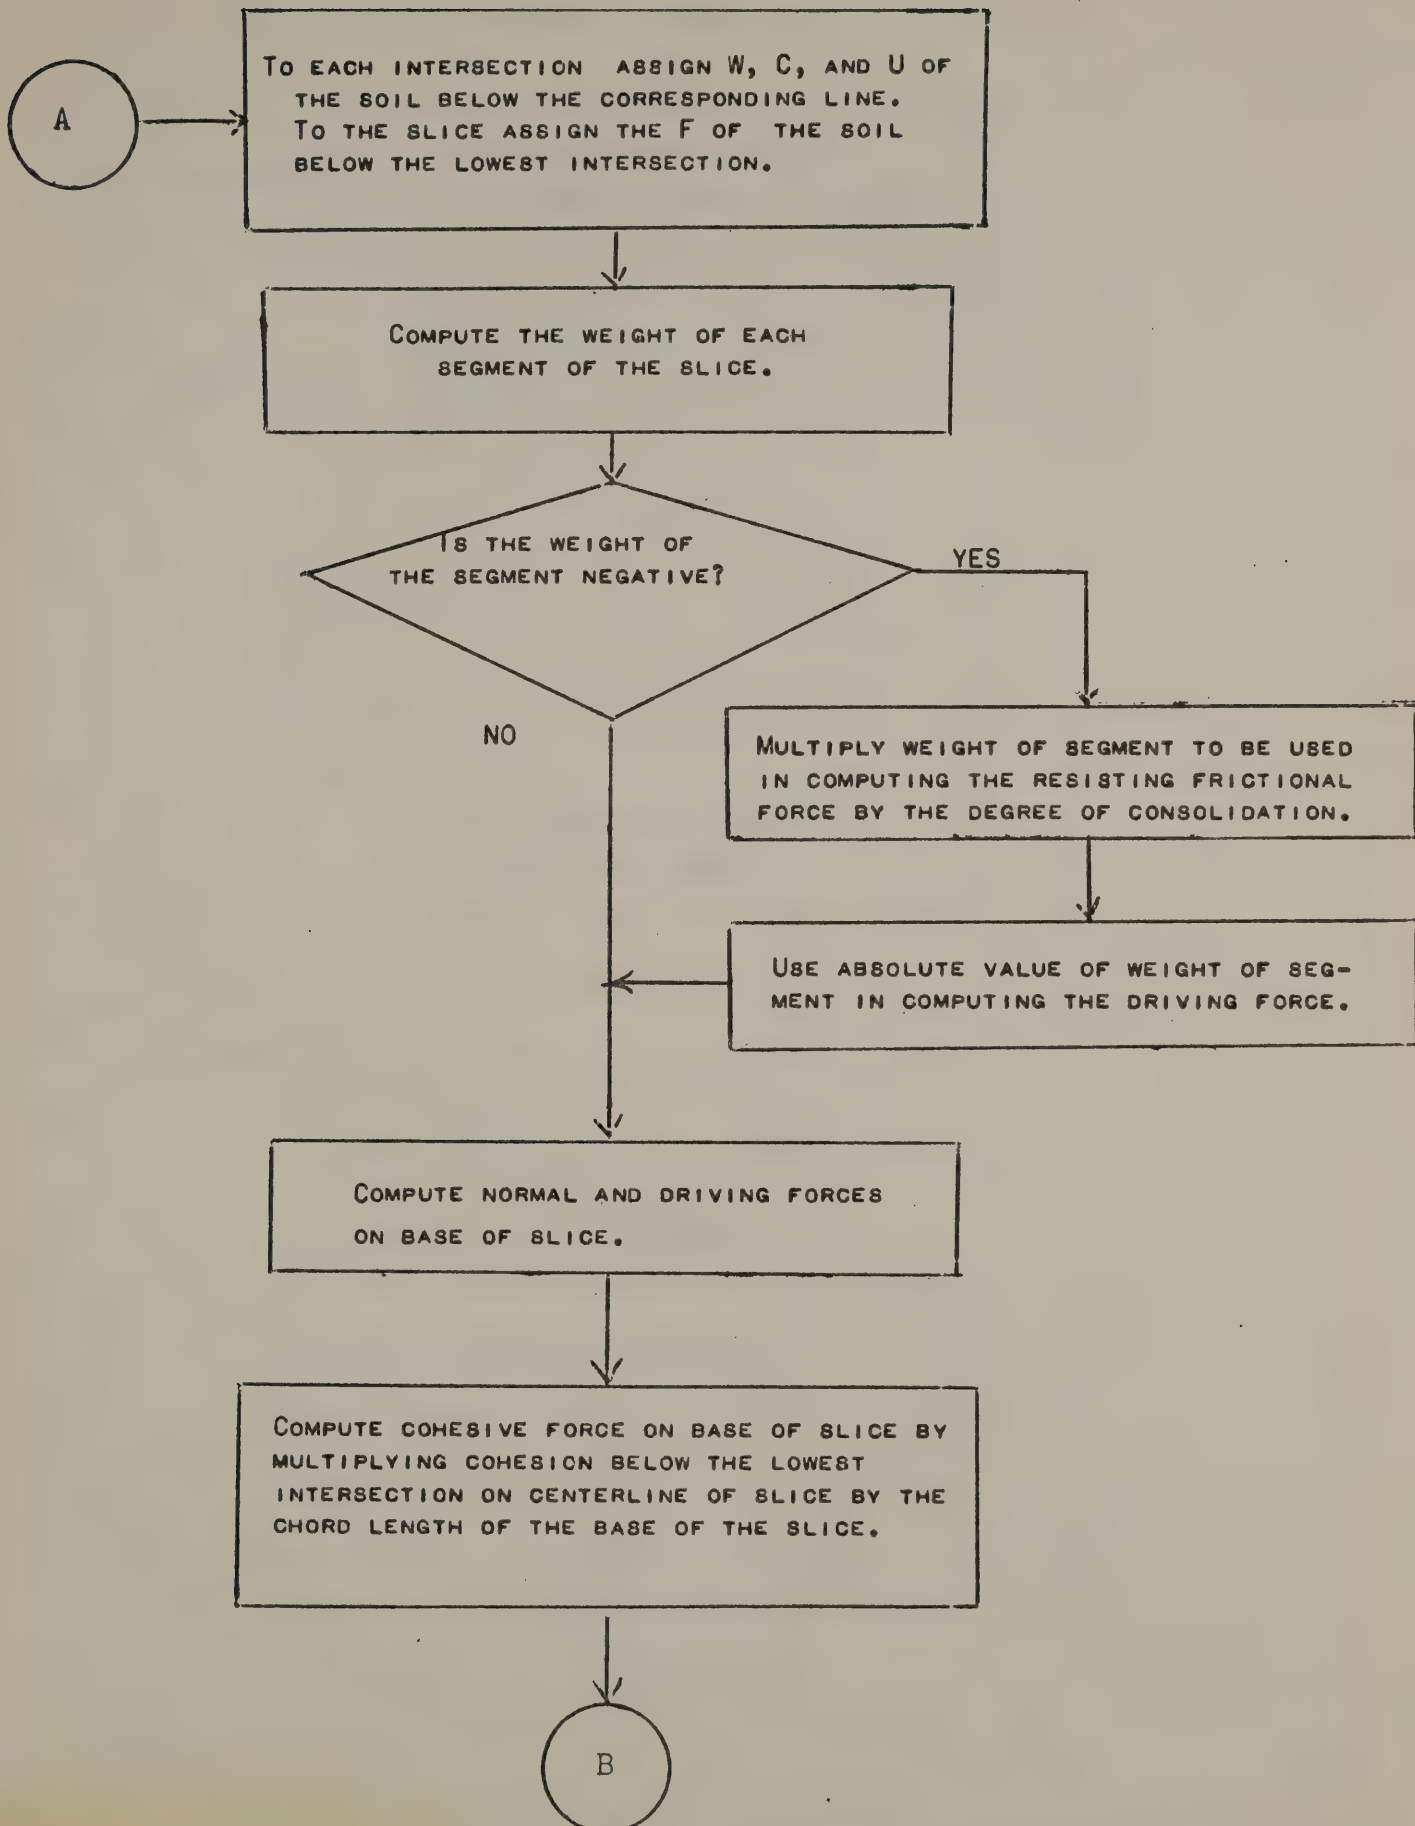 A
TO EACH INTERSECTION ASSIGN W, C, AND U OF
THE SOIL BELOW THE CORRESPONDING LINE.
TO THE SLICE ASSIGN THE F OF THE SOIL
BELOW THE LOWEST INTERSECTION.
COMPUTE THE WEIGHT OF EACH
SEGMENT OF THE SLICE.
IS THE WEIGHT OF
THE SEGMENT NEGATIVE?
YES
NO
MULTIPLY WEIGHT OF SEGMENT TO BE USED
IN COMPUTING THE RESISTING FRICTIONAL
FORCE BY THE DEGREE OF CONSOLIDATION.
USE ABSOLUTE VALUE OF WEIGHT OF SEG-
MENT IN COMPUTING THE DRIVING FORCE.
COMPUTE NORMAL AND DRIVING FORCES
ON BASE OF SLICE.
COMPUTE COHESIVE FORCE ON BASE OF SLICE BY
MULTIPLYING COHESION BELOW THE LOWEST
INTERSECTION ON CENTERLINE OF SLICE BY THE
CHORD LENGTH OF THE BASE OF THE SLICE.
B